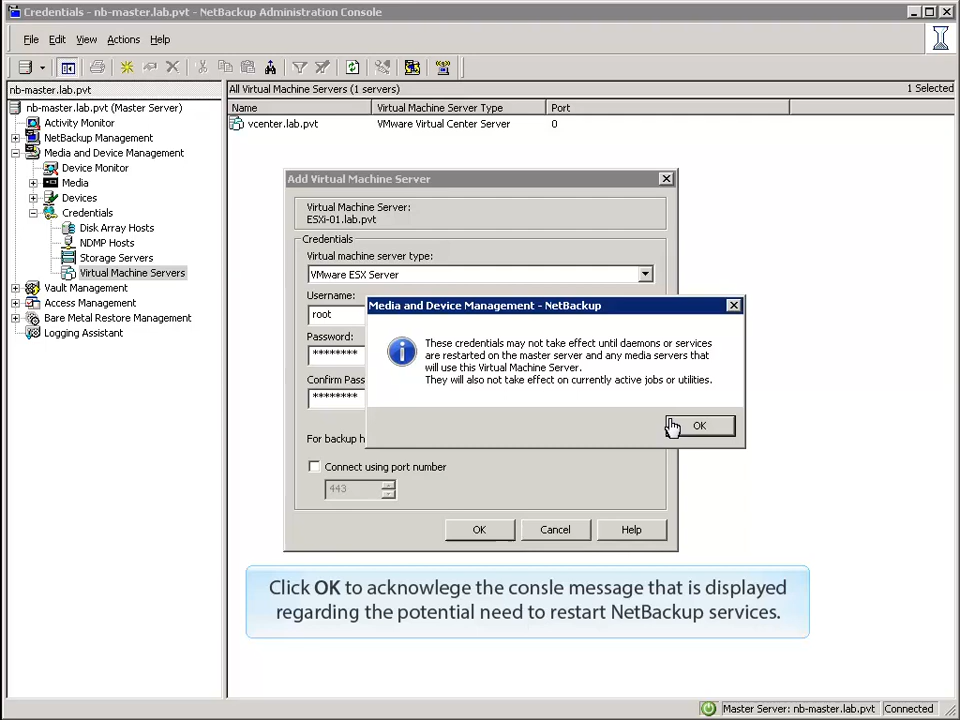 Credentials - nb-master.lab.pvt - NetBackup Administration Console
File Edit View Actions Help
nb-master.lab.pvt
All Virtual Machine Servers (1 servers)
1 Selected
nb-master.lab.pvt (Master Server)
Activity Monitor
NetBackup Management
Media and Device Management
Device Monitor
Media
Devices
Credentials
Disk Array Hosts
NDMP Hosts
Storage Servers
Virtual Machine Servers
Vault Management
Access Management
Bare Metal Restore Management
Logging Assistant
Name Virtual Machine Server Type Port
vcenter.lab.pvt VMware Virtual Center Server 0
Add Virtual Machine Server
Virtual Machine Server:
ESXi-01.lab.pvt
Credentials
Virtual machine server type:
VMware ESX Server
Username:
root
Password:
********
Confirm Pass
********
For backup h
Connect using port number
443
OK Cancel Help
Media and Device Management - NetBackup
These credentials may not take effect until daemons or services
are restarted on the master server and any media servers that
will use this Virtual Machine Server.
They will also not take effect on currently active jobs or utilities.
OK
Click OK to acknowlege the consle message that is displayed
regarding the potential need to restart NetBackup services.
Master Server: nb-master.lab.pvt Connected